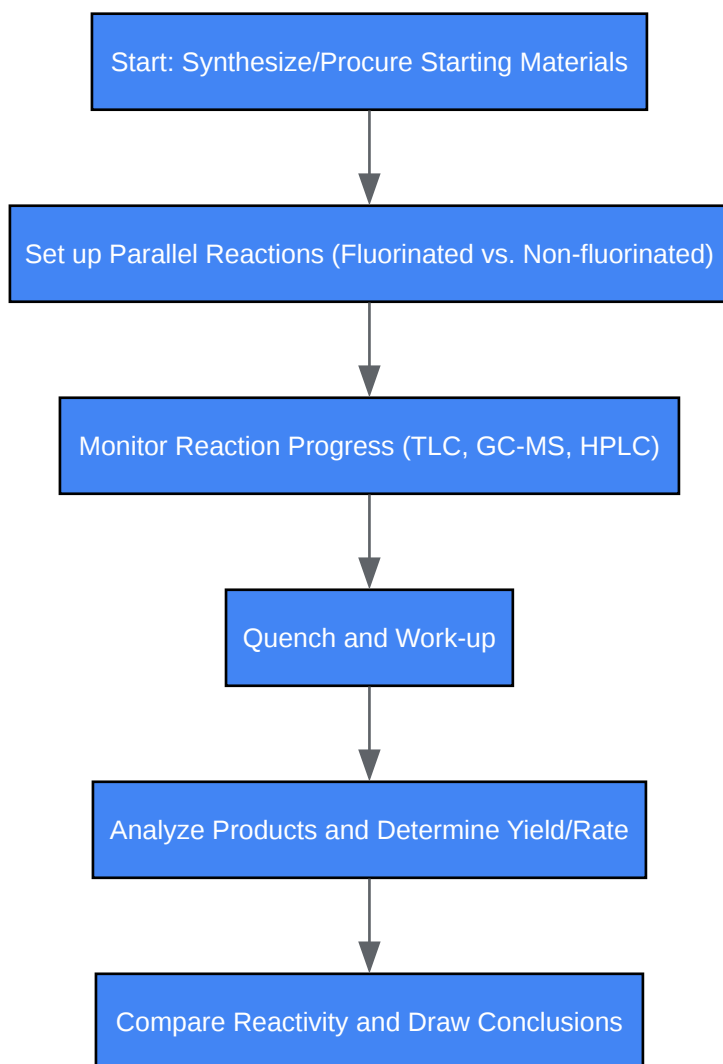 Start: Synthesize/Procure Starting Materials
Set up Parallel Reactions (Fluorinated vs. Non-fluorinated)
Monitor Reaction Progress (TLC, GC-MS, HPLC)
Quench and Work-up
Analyze Products and Determine Yield/Rate
Compare Reactivity and Draw Conclusions